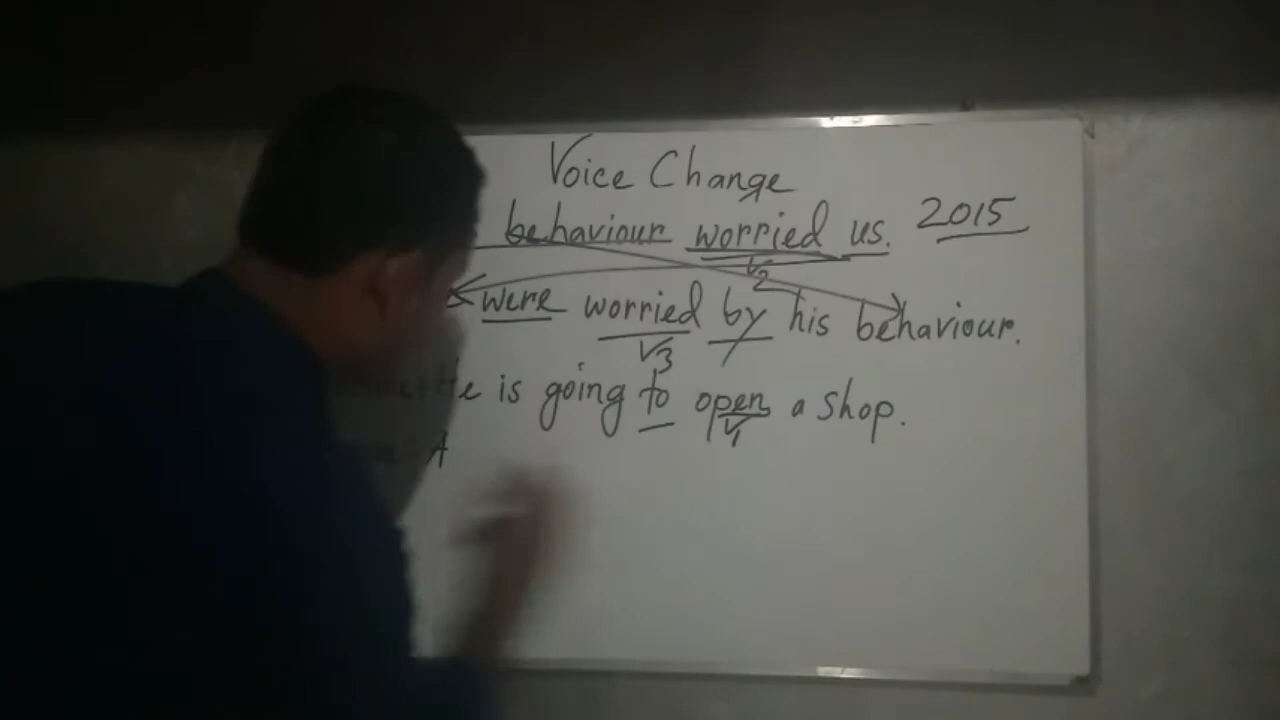 Voice Change
behaviour worried us. 2015
V2
were worried by his behaviour.
V3
He is going to open a shop.
V1
A